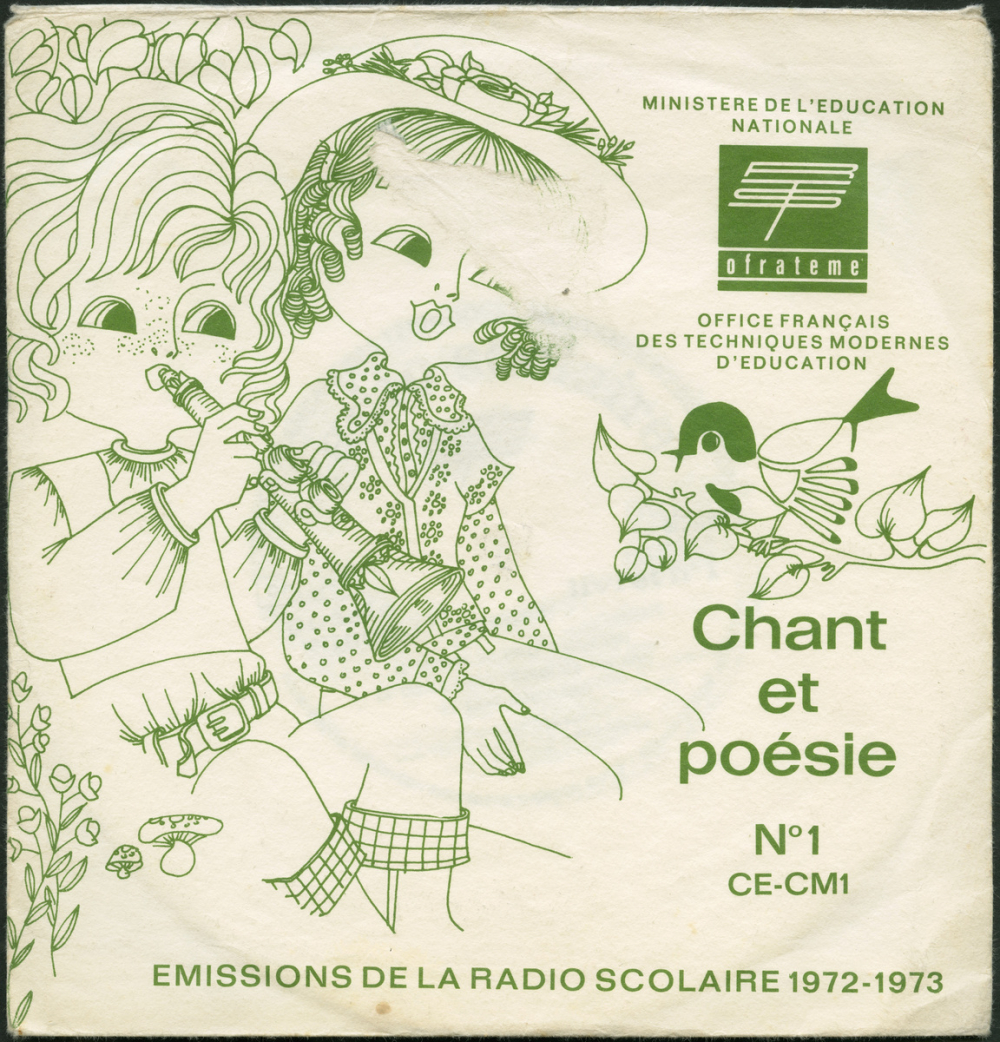 MINISTERE DE L'EDUCATION
NATIONALE
ofrateme
OFFICE FRANÇAIS
DES TECHNIQUES MODERNES
D'EDUCATION
Chant
et
poésie
N° 1
CE-CM1
EMISSIONS DE LA RADIO SCOLAIRE 1972-1973